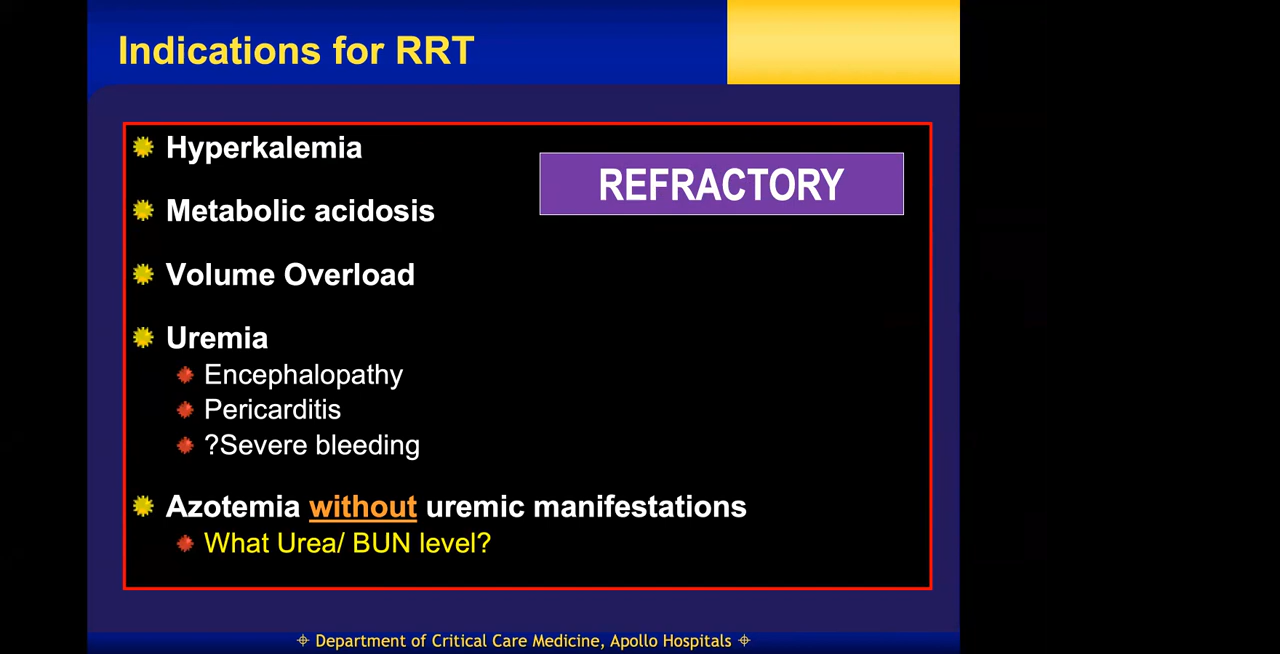 Indications for RRT
Hyperkalemia
REFRACTORY
Metabolic acidosis
Volume Overload
Uremia
Encephalopathy
Pericarditis
?Severe bleeding
Azotemia without uremic manifestations
What Urea/ BUN level?
Department of Critical Care Medicine, Apollo Hospitals